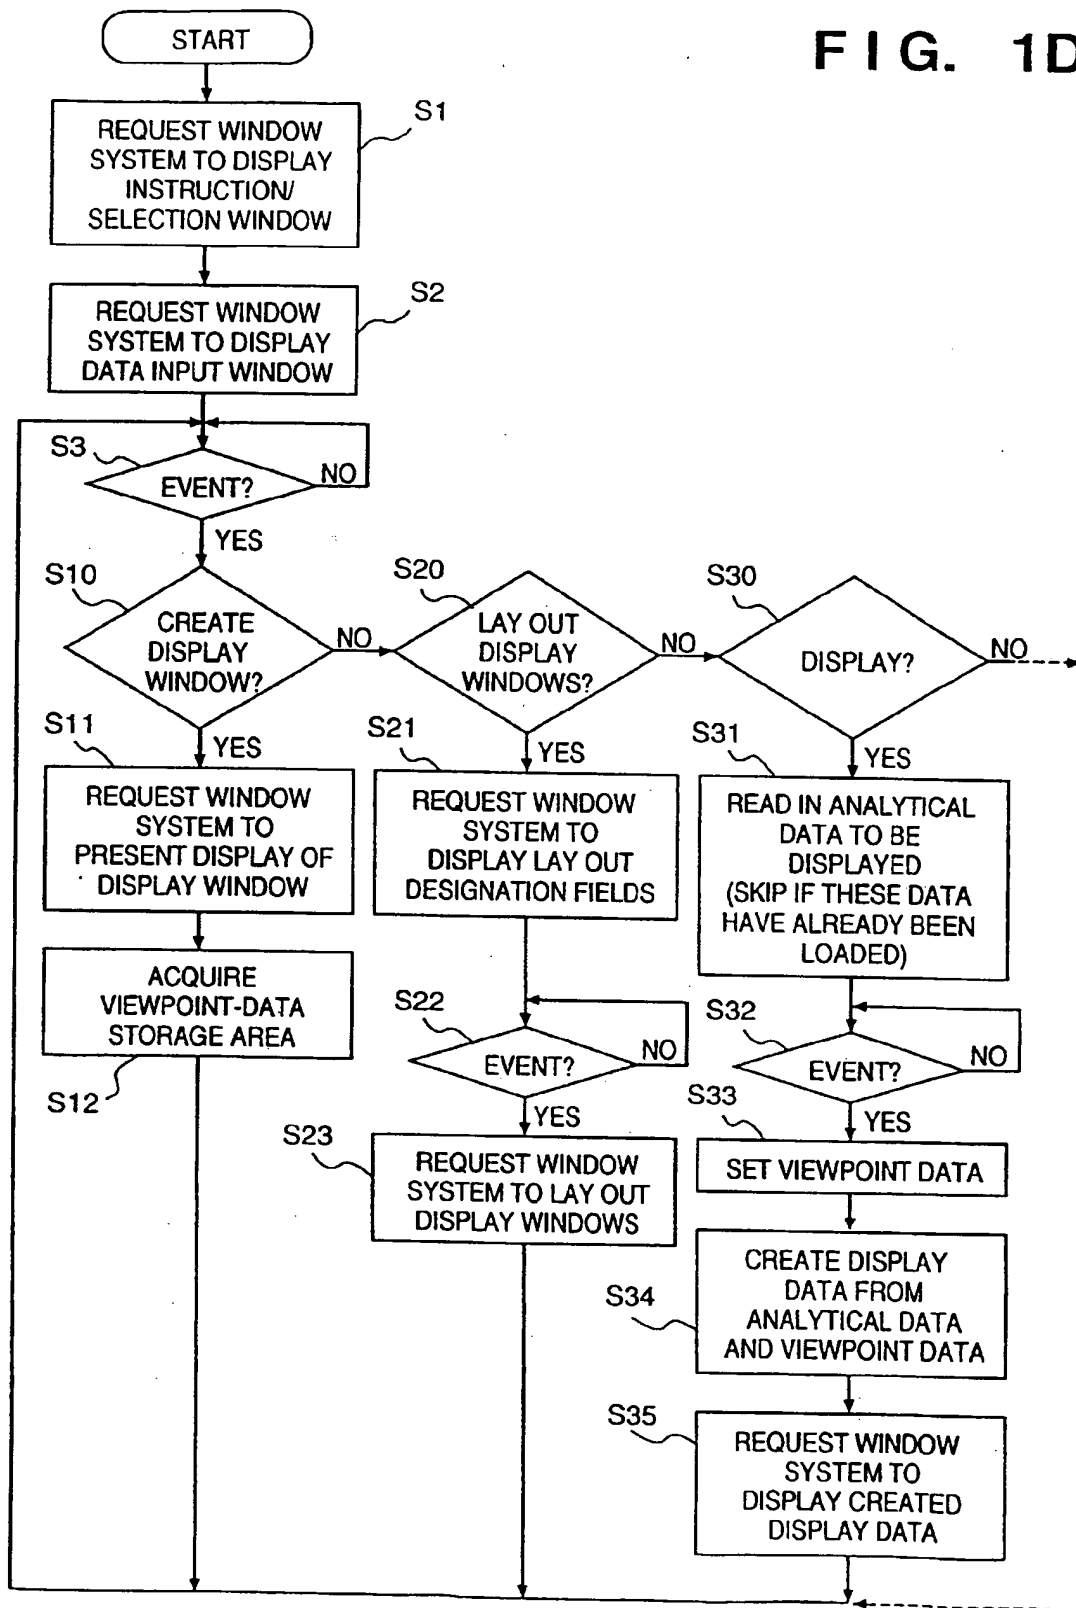 START
FIG. 1D
S1
REQUEST WINDOW
SYSTEM TO DISPLAY
INSTRUCTION/
SELECTION WINDOW
S2
REQUEST WINDOW
SYSTEM TO DISPLAY
DATA INPUT WINDOW
S3
EVENT?
NO
YES
S10
CREATE
DISPLAY
WINDOW?
NO
S20
LAY OUT
DISPLAY
WINDOWS?
NO
S30
DISPLAY?
NO
S11
YES
REQUEST WINDOW
SYSTEM TO
PRESENT DISPLAY OF
DISPLAY WINDOW
S21
YES
REQUEST WINDOW
SYSTEM TO
DISPLAY LAY OUT
DESIGNATION FIELDS
S31
YES
READ IN ANALYTICAL
DATA TO BE
DISPLAYED
(SKIP IF THESE DATA
HAVE ALREADY BEEN
LOADED)
ACQUIRE
VIEWPOINT-DATA
STORAGE AREA
S12
S22
EVENT?
NO
YES
S32
EVENT?
NO
S33
YES
S23
REQUEST WINDOW
SYSTEM TO LAY OUT
DISPLAY WINDOWS
SET VIEWPOINT DATA
S34
CREATE DISPLAY
DATA FROM
ANALYTICAL DATA
AND VIEWPOINT DATA
S35
REQUEST WINDOW
SYSTEM TO
DISPLAY CREATED
DISPLAY DATA